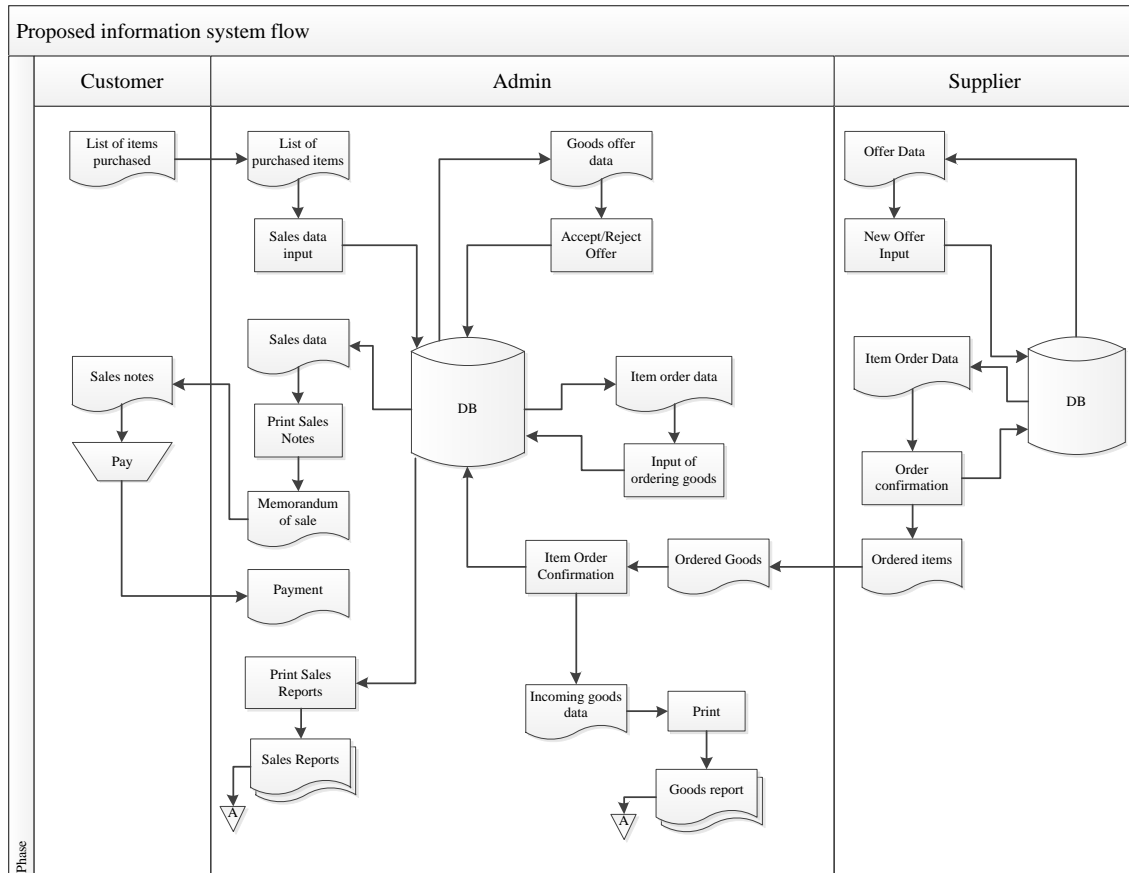 Proposed information system flow
Customer
Admin
Supplier
Phase
List of items
purchased
List of
purchased items
Goods offer
data
Offer Data
Sales data
input
Accept/Reject
Offer
New Offer
Input
Sales data
Item Order Data
Sales notes
Item order data
DB
DB
Print Sales
Notes
Pay
Input of
ordering goods
Order
confirmation
Memorandum
of sale
Item Order
Confirmation
Ordered Goods
Ordered items
Payment
Print Sales
Reports
Incoming goods
data
Print
Sales Reports
Goods report
A
A